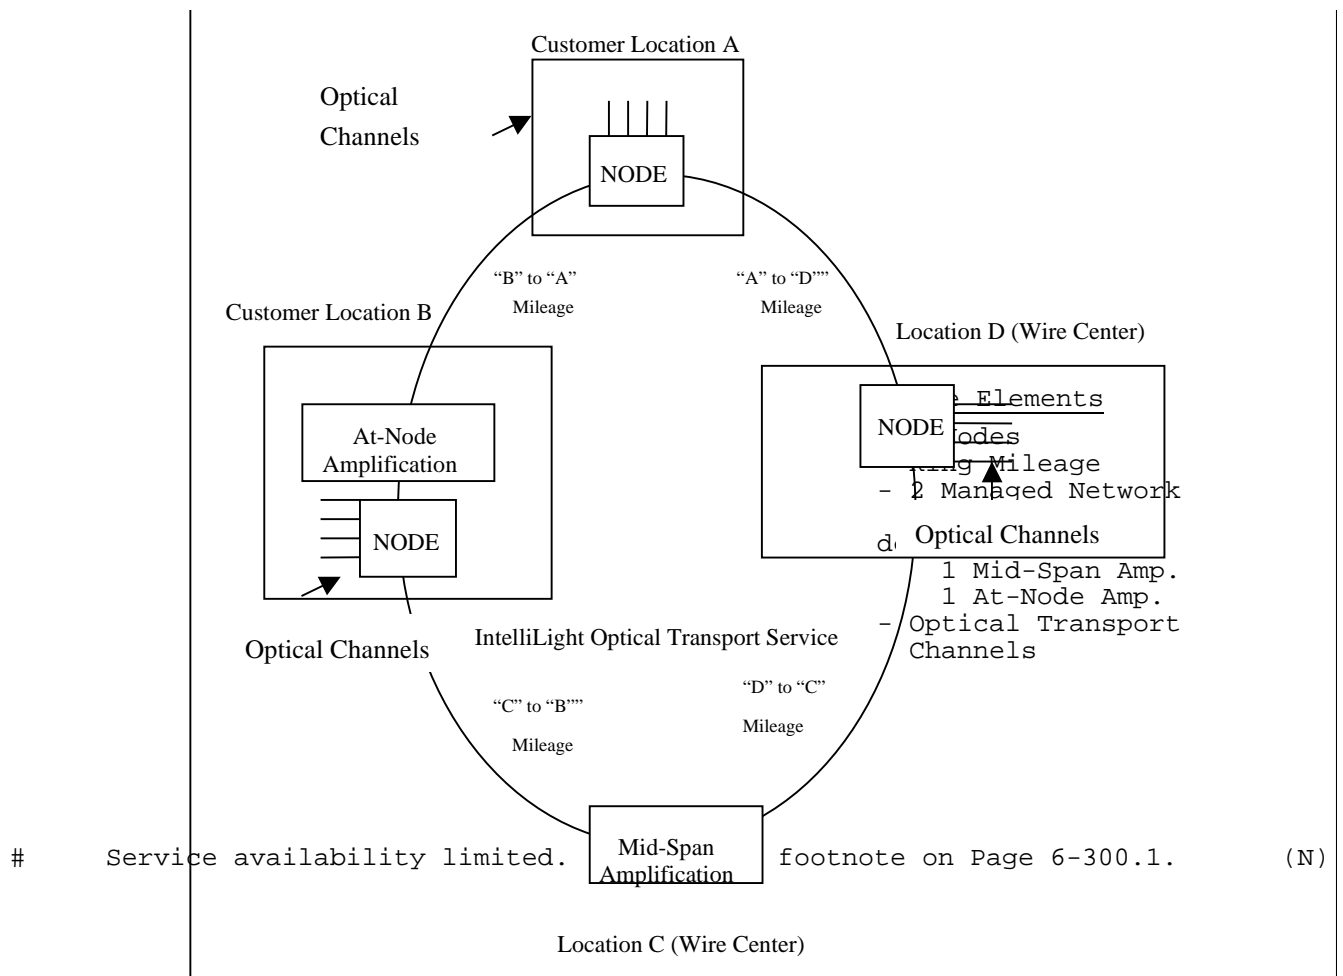 Customer Location A
Optical
Channels
NODE
“B” to “A”
Mileage
“A” to “D””
Mileage
Customer Location B
Location D (Wire Center)
At-Node
Amplification
NODE
Elements
NODE
Mileage
- 2 Managed Network
Optical Channels
1 Mid-Span Amp.
1 At-Node Amp.
- Optical Transport
Channels
IntelliLight Optical Transport Service
Optical Channels
“D” to “C”
Mileage
“C” to “B””
Mileage
Mid-Span
Amplification
# Service availability limited. footnote on Page 6-300.1. (N)
Location C (Wire Center)